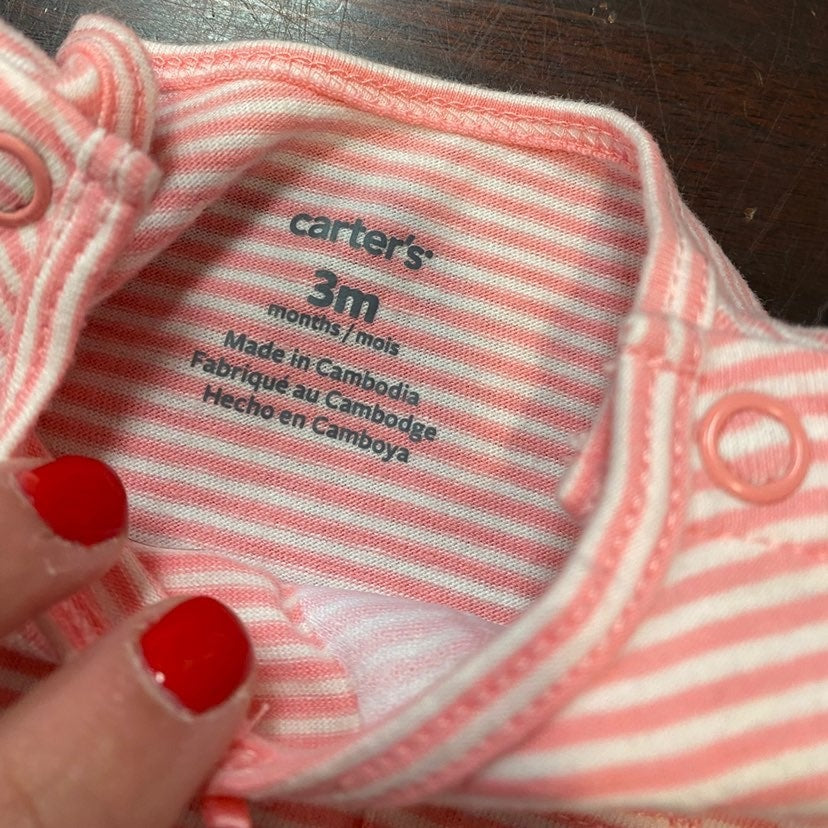 carter's
3m
months / mois
Made in Cambodia
Fabriqué au Cambodge
Hecho en Camboya